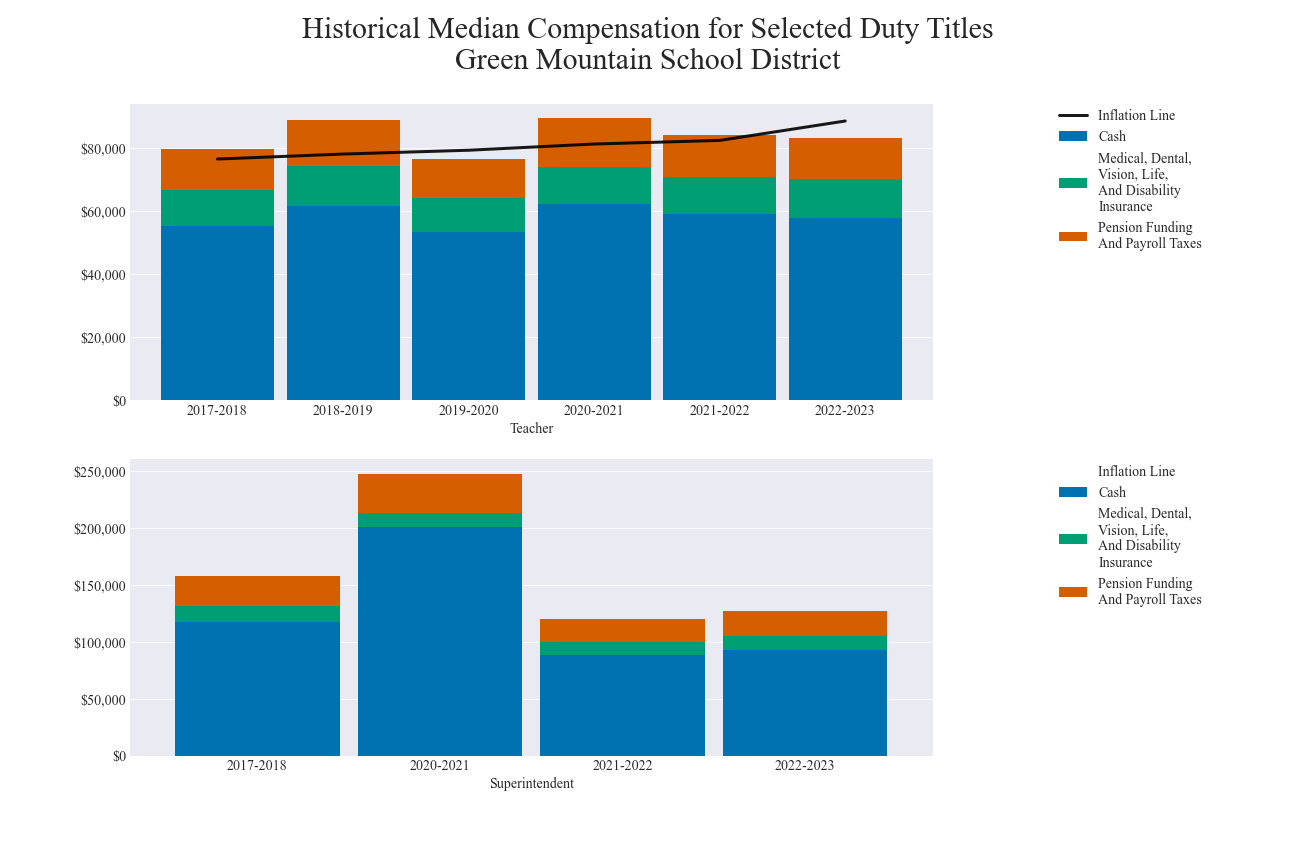 Historical Median Compensation for Selected Duty Titles
Green Mountain School District
$80,000
$60,000
$40,000
$20,000
$0
2017-2018
2018-2019
2019-2020
2020-2021
2021-2022
2022-2023
Teacher
Inflation Line
Cash
Medical, Dental,
Vision, Life,
And Disability
Insurance
Pension Funding
And Payroll Taxes
$250,000
$200,000
$150,000
$100,000
$50,000
$0
2017-2018
2020-2021
2021-2022
2022-2023
Superintendent
Inflation Line
Cash
Medical, Dental,
Vision, Life,
And Disability
Insurance
Pension Funding
And Payroll Taxes